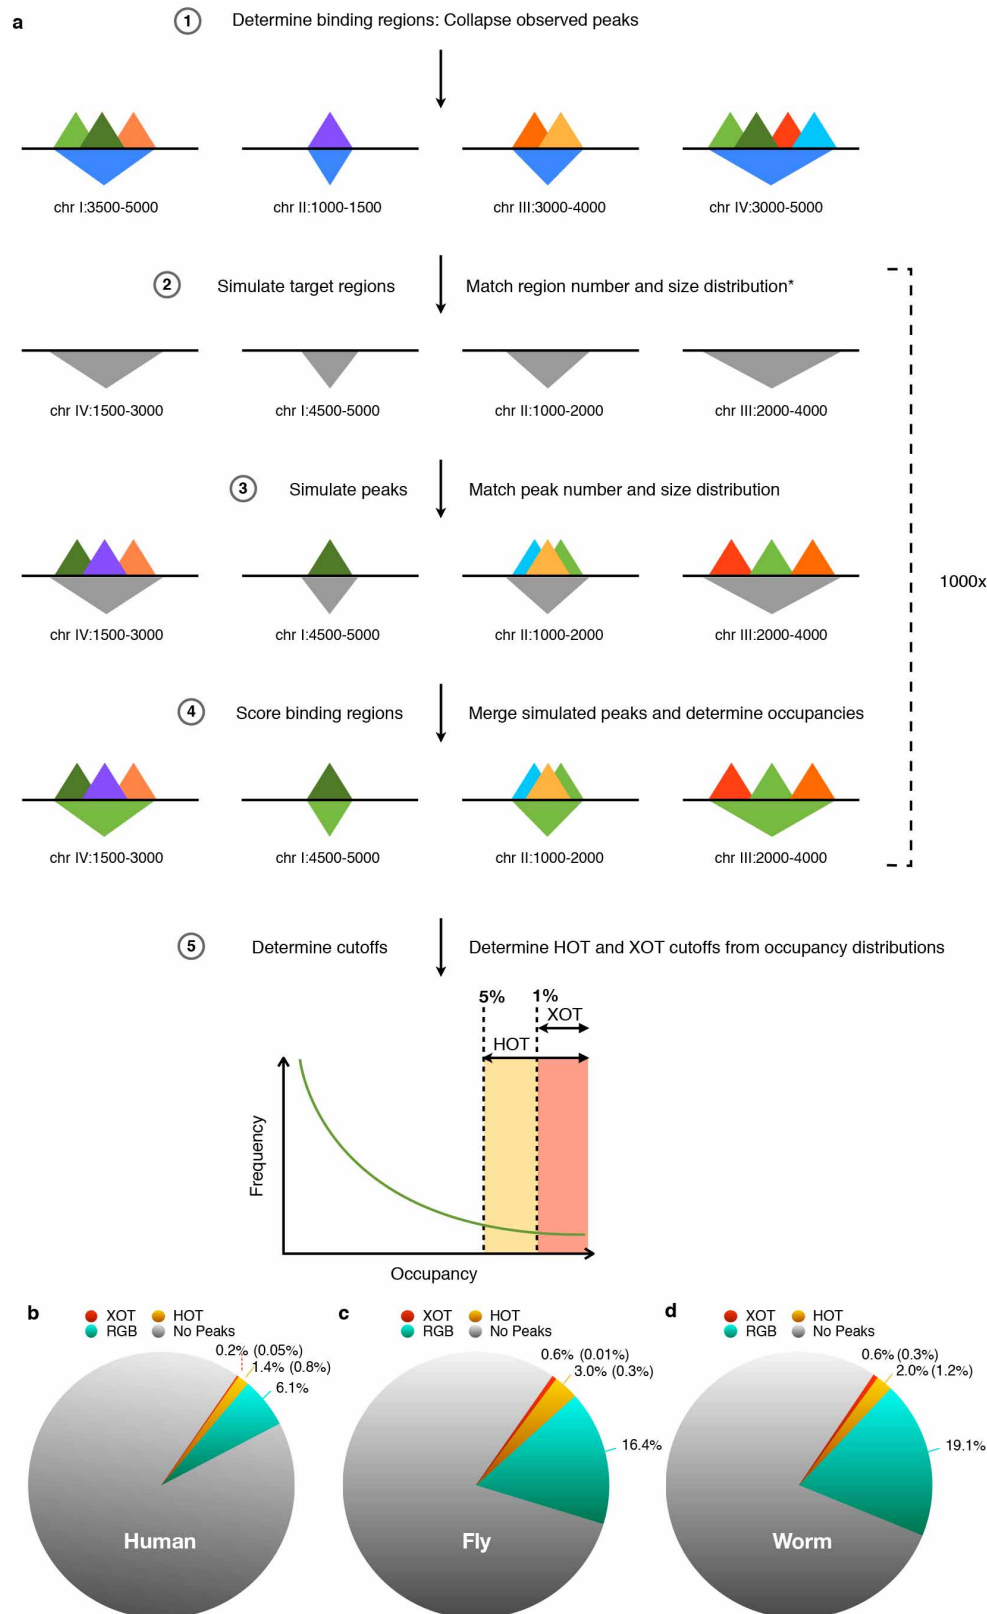 a
1 Determine binding regions: Collapse observed peaks
chr I:3500-5000 chr II:1000-1500 chr III:3000-4000 chr IV:3000-5000
2 Simulate target regions Match region number and size distribution*
chr IV:1500-3000 chr I:4500-5000 chr II:1000-2000 chr III:2000-4000
3 Simulate peaks Match peak number and size distribution
1000x
chr IV:1500-3000 chr I:4500-5000 chr II:1000-2000 chr III:2000-4000
4 Score binding regions Merge simulated peaks and determine occupancies
chr IV:1500-3000 chr I:4500-5000 chr II:1000-2000 chr III:2000-4000
5 Determine cutoffs Determine HOT and XOT cutoffs from occupancy distributions
5% 1%
XOT
HOT
Frequency
Occupancy
b
XOT HOT
RGB No Peaks
0.2% (0.05%)
1.4% (0.8%)
6.1%
Human
c
XOT HOT
RGB No Peaks
0.6% (0.01%)
3.0% (0.3%)
16.4%
Fly
d
XOT HOT
RGB No Peaks
0.6% (0.3%)
2.0% (1.2%)
19.1%
Worm